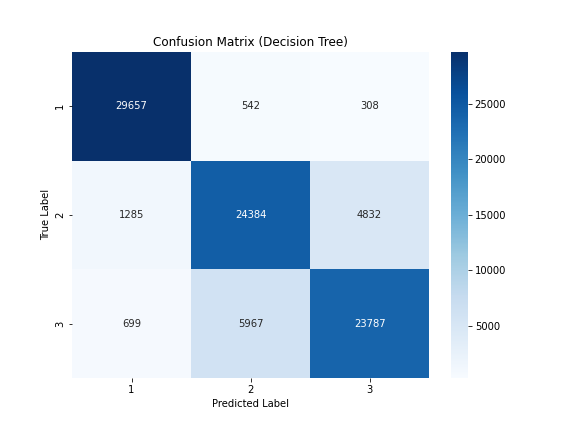 Confusion Matrix (Decision Tree)
29657 542 308
1285 24384 4832
699 5967 23787
1
2
3
True Label
1 2 3
Predicted Label
25000
20000
15000
10000
5000